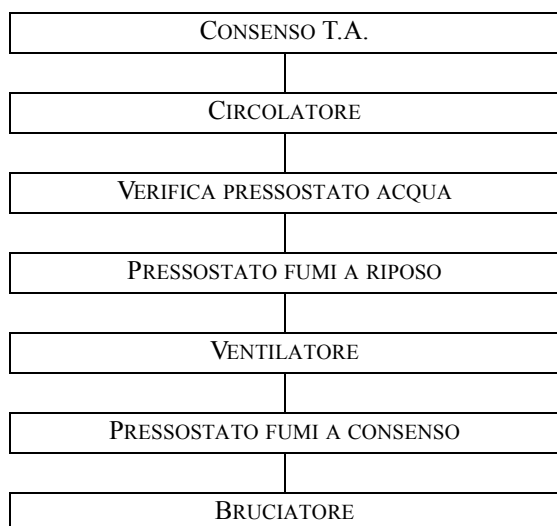 CONSENSO T.A.
CIRCOLATORE
VERIFICA PRESSOSTATO ACQUA
PRESSOSTATO FUMI A RIPOSO
VENTILATORE
PRESSOSTATO FUMI A CONSENSO
BRUCIATORE